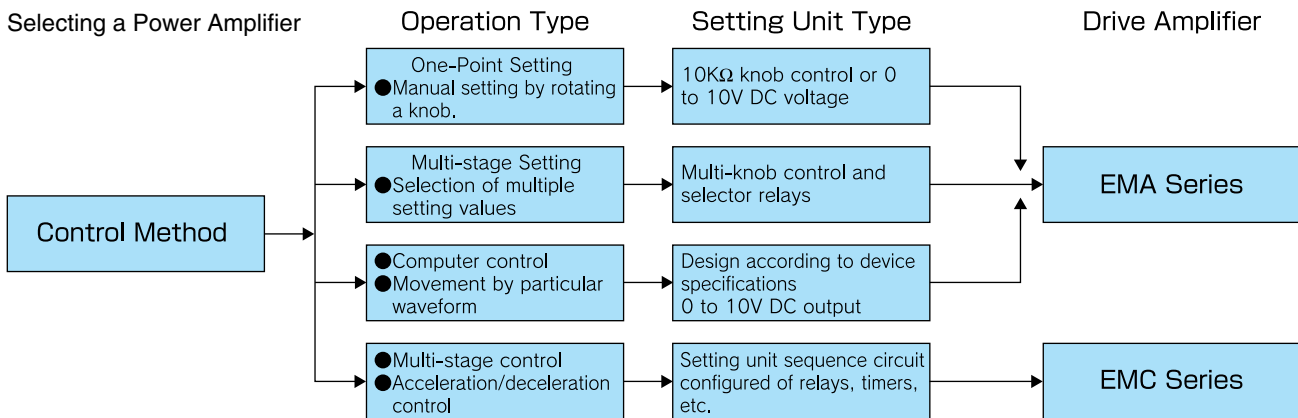 Selecting a Power Amplifier
Operation Type
Setting Unit Type
Drive Amplifier
Control Method
One-Point Setting
●Manual setting by rotating
a knob.
10KΩ knob control or 0
to 10V DC voltage
Multi-stage Setting
●Selection of multiple
setting values
Multi-knob control and
selector relays
EMA Series
●Computer control
●Movement by particular
waveform
Design according to device
specifications
0 to 10V DC output
●Multi-stage control
●Acceleration/deceleration
control
Setting unit sequence circuit
configured of relays, timers,
etc.
EMC Series